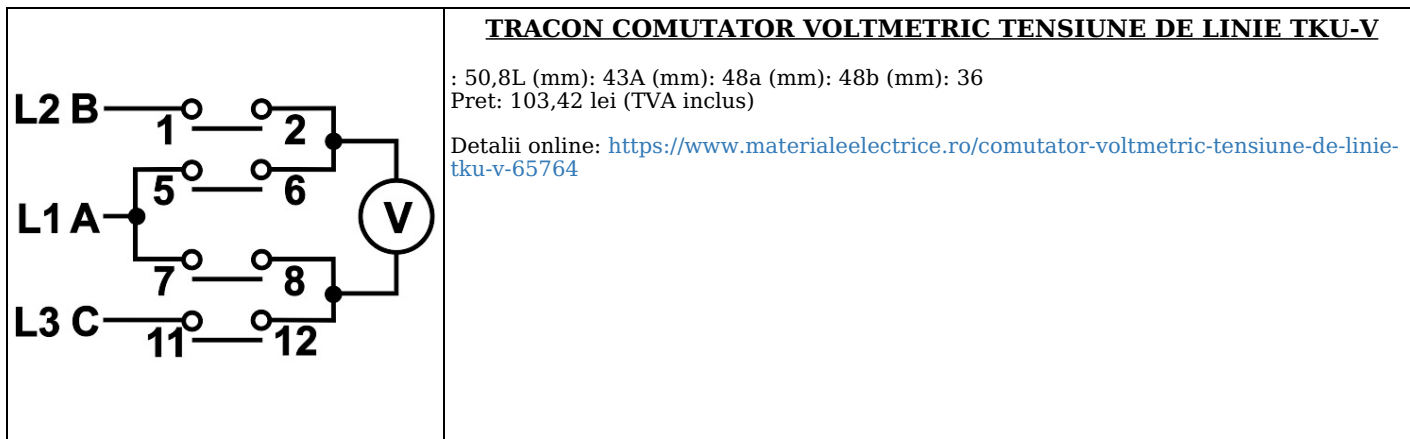 L2 B
1
2
5
6
L1 A
V
7
8
L3 C
11
12
TRACON COMUTATOR VOLTMETRIC TENSIUNE DE LINIE TKU-V
: 50,8L (mm): 43A (mm): 48a (mm): 48b (mm): 36
Pret: 103,42 lei (TVA inclus)
Detalii online: https://www.materialeelectrice.ro/comutator-voltmetric-tensiune-de-linie-
tku-v-65764